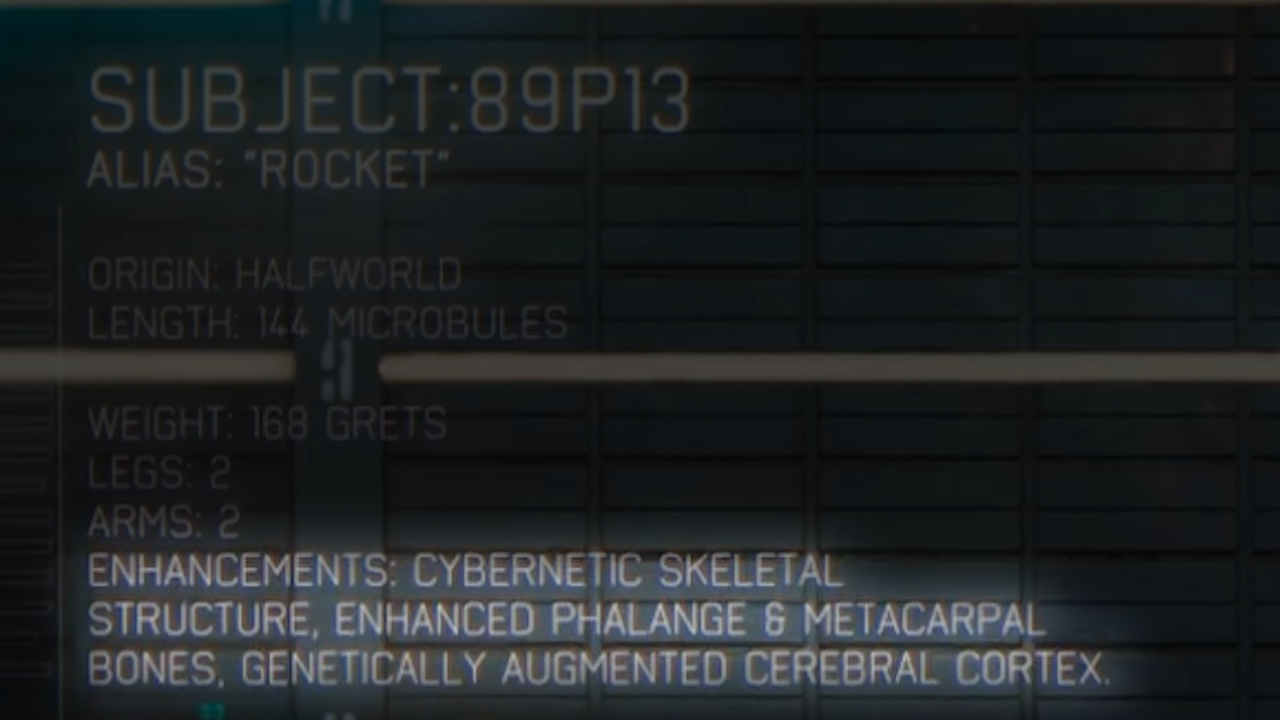 SUBJECT:89P13
ALIAS: "ROCKET"
ORIGIN: HALFWORLD
LENGTH: 144 MICROBULES
WEIGHT: 168 GRETS
LEGS: 2
ARMS: 2
ENHANCEMENTS: CYBERNETIC SKELETAL
STRUCTURE, ENHANCED PHALANGE & METACARPAL
BONES, GENETICALLY AUGMENTED CEREBRAL CORTEX.